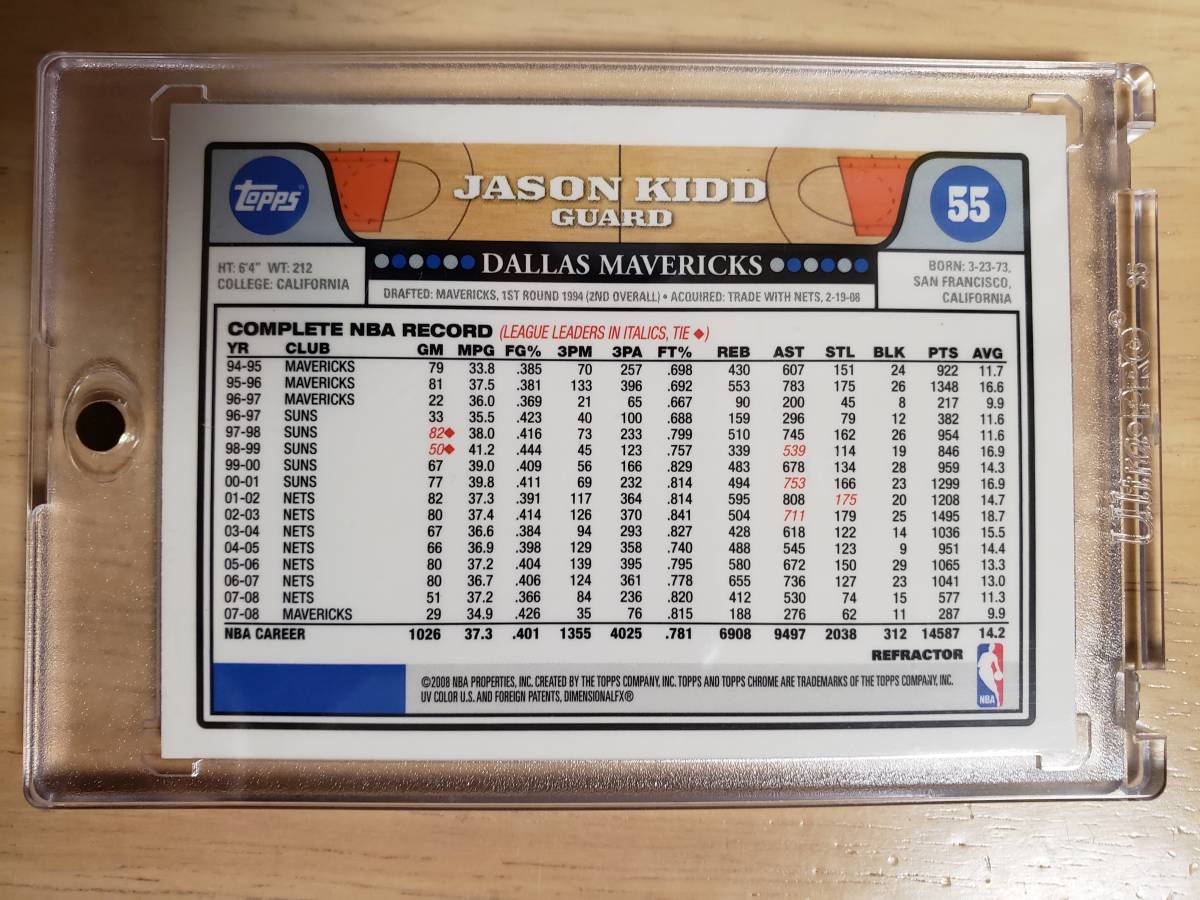 TOPPS
JASON KIDD
GUARD
55
HT: 6'4" WT: 212
COLLEGE: CALIFORNIA
DALLAS MAVERICKS
DRAFTED: MAVERICKS, 1ST ROUND 1994 (2ND OVERALL) • ACQUIRED: TRADE WITH NETS, 2-19-08
BORN: 3-23-73,
SAN FRANCISCO,
CALIFORNIA
COMPLETE NBA RECORD (LEAGUE LEADERS IN ITALICS, TIE ◆)
YR CLUB GM MPG FG% 3PM 3PA FT% REB AST STL BLK PTS AVG
94-95 MAVERICKS 79 33.8 .385 70 257 .698 430 607 151 24 922 11.7
95-96 MAVERICKS 81 37.5 .381 133 396 .692 553 783 175 26 1348 16.6
96-97 MAVERICKS 22 36.0 .369 21 65 .667 90 200 45 8 217 9.9
96-97 SUNS 33 35.5 .423 40 100 .688 159 296 79 12 382 11.6
97-98 SUNS 82◆ 38.0 .416 73 233 .799 510 745 162 26 954 11.6
98-99 SUNS 50◆ 41.2 .444 45 123 .757 339 539 114 19 846 16.9
99-00 SUNS 67 39.0 .409 56 166 .829 483 678 134 28 959 14.3
00-01 SUNS 77 39.8 .411 69 232 .814 494 753 166 23 1299 16.9
01-02 NETS 82 37.3 .391 117 364 .814 595 808 175 20 1208 14.7
02-03 NETS 80 37.4 .414 126 370 .841 504 711 179 25 1495 18.7
03-04 NETS 67 36.6 .384 94 293 .827 428 618 122 14 1036 15.5
04-05 NETS 66 36.9 .398 129 358 .740 488 545 123 9 951 14.4
05-06 NETS 80 37.2 .404 139 395 .795 580 672 150 29 1065 13.3
06-07 NETS 80 36.7 .406 124 361 .778 655 736 127 23 1041 13.0
07-08 NETS 51 37.2 .366 84 236 .820 412 530 74 15 577 11.3
07-08 MAVERICKS 29 34.9 .426 35 76 .815 188 276 62 11 287 9.9
NBA CAREER 1026 37.3 .401 1355 4025 .781 6908 9497 2038 312 14587 14.2
REFRACTOR
©2008 NBA PROPERTIES, INC. CREATED BY THE TOPPS COMPANY, INC. TOPPS AND TOPPS CHROME ARE TRADEMARKS OF THE TOPPS COMPANY, INC.
UV COLOR U.S. AND FOREIGN PATENTS, DIMENSIONALFX®
NBA
Ultra•PRO®
35